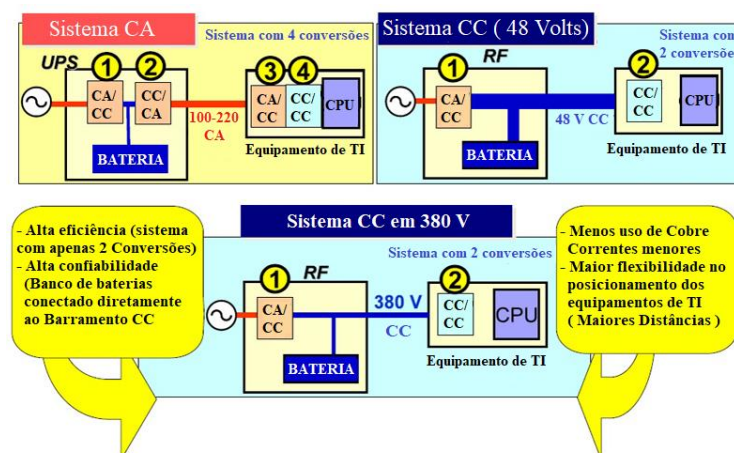 Sistema CA
Sistema com 4 conversões
UPS
1
2
3
4
CA/
CC
CC/
CA
CA/
CC
CC/
CC
CPU
100-220
CA
BATERIA
Equipamento de TI
Sistema CC ( 48 Volts)
Sistema com
2 conversões
RF
1
2
CA/
CC
CC/
CC
CPU
48 V CC
BATERIA
Equipamento de TI
Sistema CC em 380 V
- Alta eficiência (sistema
com apenas 2 Conversões)
- Alta confiabilidade
(Banco de baterias
conectado diretamente
ao Barramento CC
Sistema com 2 conversões
1
RF
2
CA/
CC
380 V
CC
CC/
CC
CPU
BATERIA
Equipamento de TI
- Menos uso de Cobre
Correntes menores
- Maior flexibilidade no
posicionamento dos
equipamentos de TI
( Maiores Distâncias )